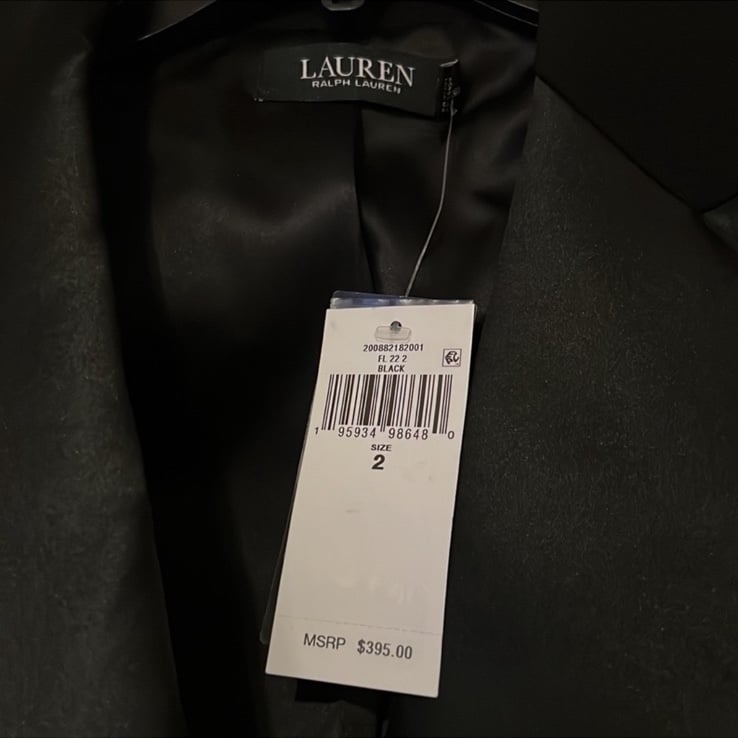 LAUREN
RALPH LAUREN
200882182001
FL 22 2
BLACK
1 95934 98648 0
SIZE
2
MSRP $395.00